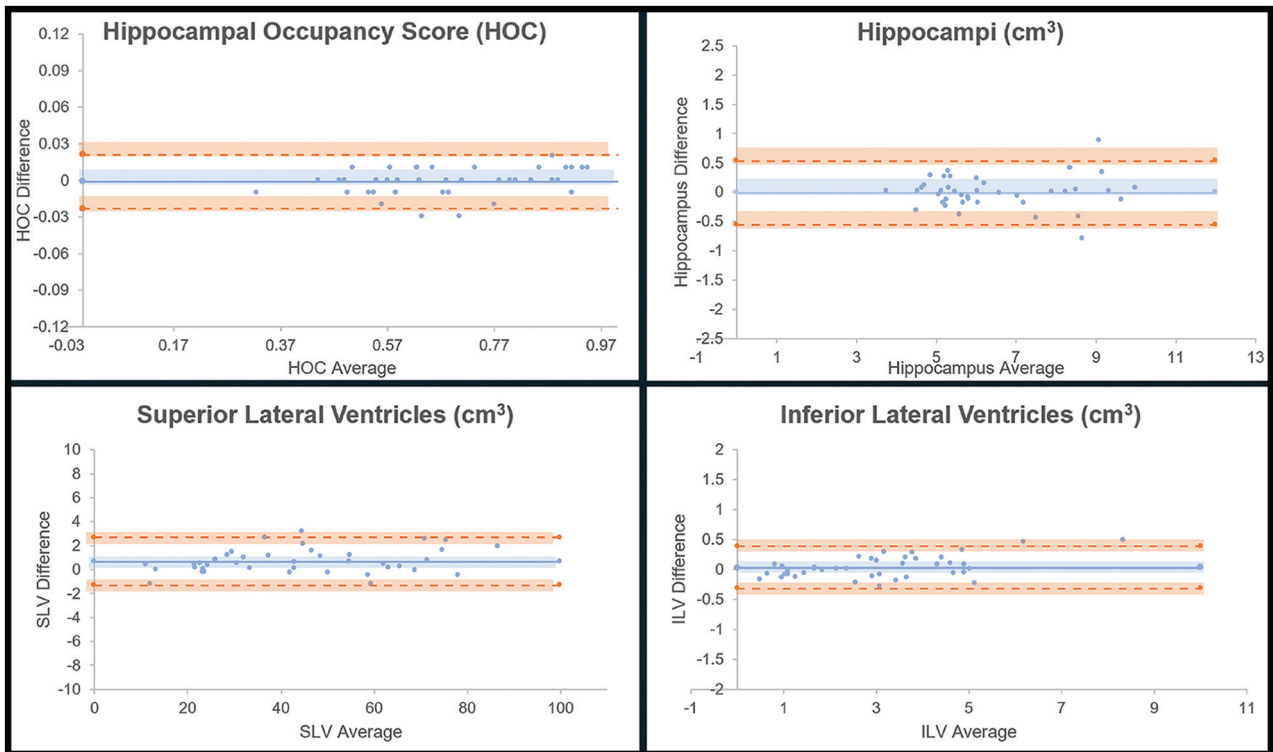 Hippocampal Occupancy Score (HOC)
0.12
0.09
0.06
0.03
0
-0.03
-0.06
-0.09
-0.12
HOC Difference
-0.03 0.17 0.37 0.57 0.77 0.97
HOC Average
Hippocampi (cm³)
2.5
2
1.5
1
0.5
0
-0.5
-1
-1.5
-2
-2.5
Hippocampus Difference
-1 1 3 5 7 9 11 13
Hippocampus Average
Superior Lateral Ventricles (cm³)
10
8
6
4
2
0
-2
-4
-6
-8
-10
SLV Difference
0 20 40 60 80 100
SLV Average
Inferior Lateral Ventricles (cm³)
2
1.5
1
0.5
0
-0.5
-1
-1.5
-2
ILV Difference
-1 1 3 5 7 9 11
ILV Average